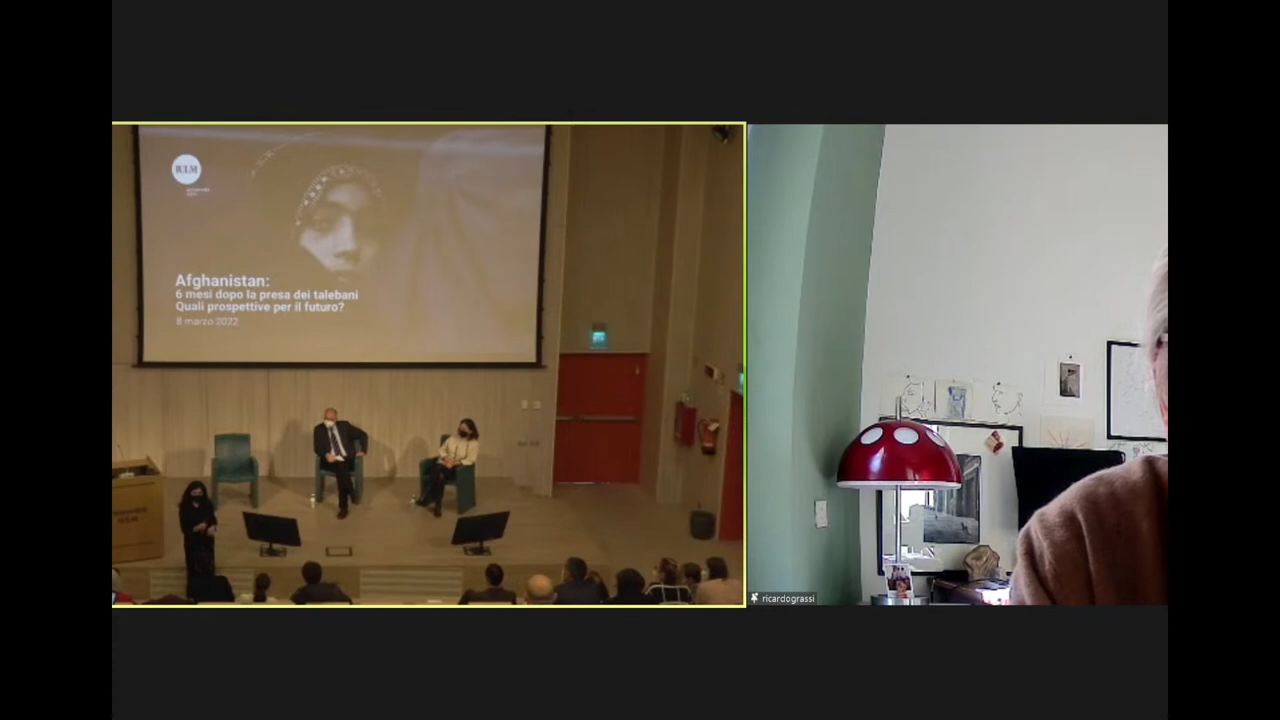 IULM
Afghanistan:
6 mesi dopo la presa dei talebani
Quali prospettive per il futuro?
8 marzo 2022
ricardograssi